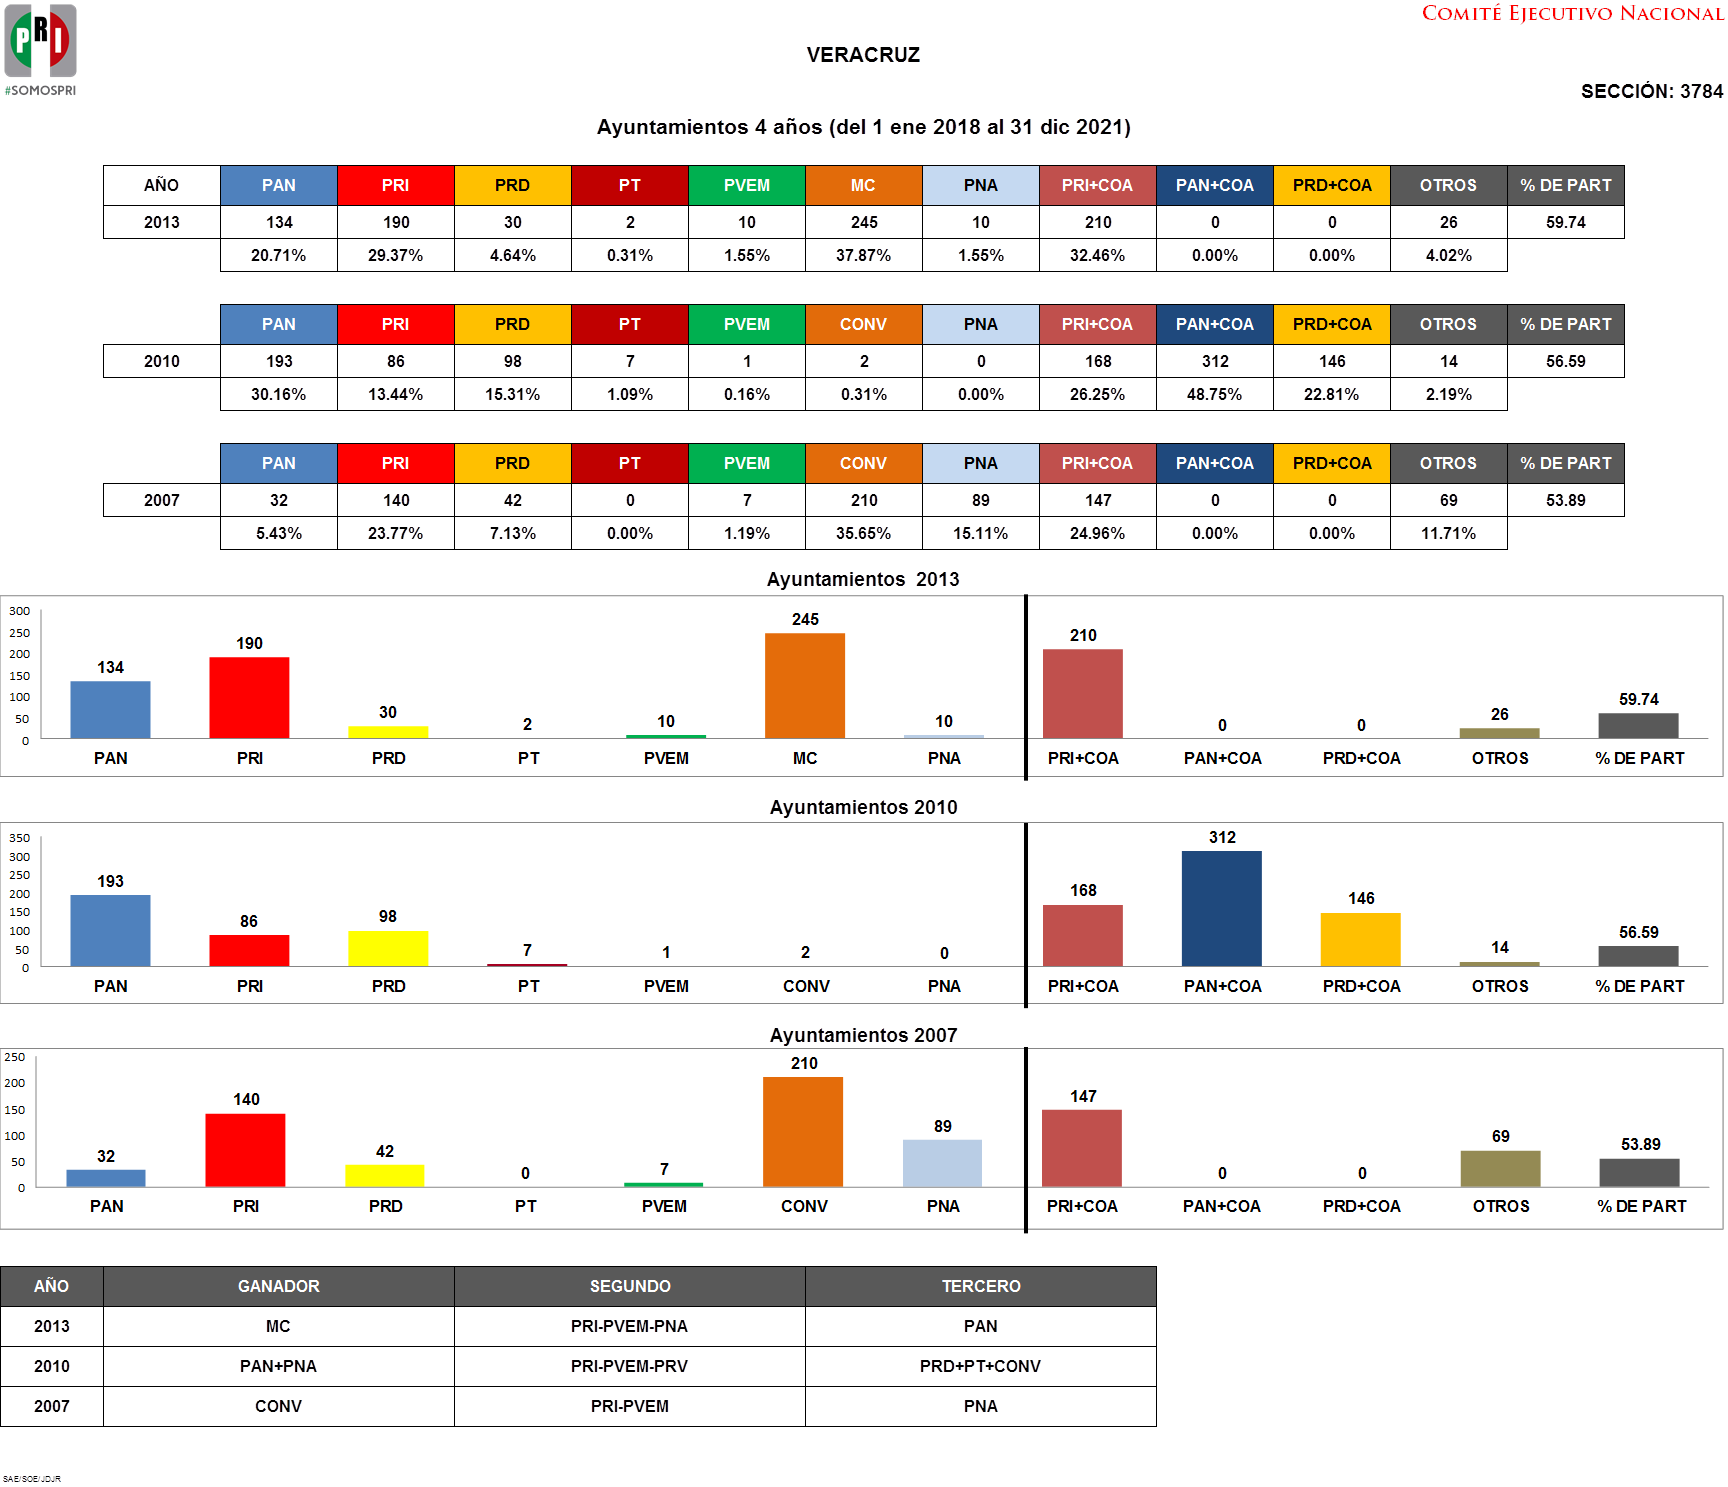 COMITÉ EJECUTIVO NACIONAL
PRI
#SOMOSPRI
VERACRUZ
SECCIÓN: 3784
Ayuntamientos 4 años (del 1 ene 2018 al 31 dic 2021)
AÑO PAN PRI PRD PT PVEM MC PNA PRI+COA PAN+COA PRD+COA OTROS % DE PART
2013 134 190 30 2 10 245 10 210 0 0 26 59.74
20.71% 29.37% 4.64% 0.31% 1.55% 37.87% 1.55% 32.46% 0.00% 0.00% 4.02%
PAN PRI PRD PT PVEM CONV PNA PRI+COA PAN+COA PRD+COA OTROS % DE PART
2010 193 86 98 7 1 2 0 168 312 146 14 56.59
30.16% 13.44% 15.31% 1.09% 0.16% 0.31% 0.00% 26.25% 48.75% 22.81% 2.19%
PAN PRI PRD PT PVEM CONV PNA PRI+COA PAN+COA PRD+COA OTROS % DE PART
2007 32 140 42 0 7 210 89 147 0 0 69 53.89
5.43% 23.77% 7.13% 0.00% 1.19% 35.65% 15.11% 24.96% 0.00% 0.00% 11.71%
Ayuntamientos 2013
300
250
200
150
100
50
0
134 190 30 2 10 245 10 210 0 0 26 59.74
PAN PRI PRD PT PVEM MC PNA PRI+COA PAN+COA PRD+COA OTROS % DE PART
Ayuntamientos 2010
350
300
250
200
150
100
50
0
193 86 98 7 1 2 0 168 312 146 14 56.59
PAN PRI PRD PT PVEM CONV PNA PRI+COA PAN+COA PRD+COA OTROS % DE PART
Ayuntamientos 2007
250
200
150
100
50
0
32 140 42 0 7 210 89 147 0 0 69 53.89
PAN PRI PRD PT PVEM CONV PNA PRI+COA PAN+COA PRD+COA OTROS % DE PART
AÑO GANADOR SEGUNDO TERCERO
2013 MC PRI-PVEM-PNA PAN
2010 PAN+PNA PRI-PVEM-PRV PRD+PT+CONV
2007 CONV PRI-PVEM PNA
SAE/SOE/JDJR